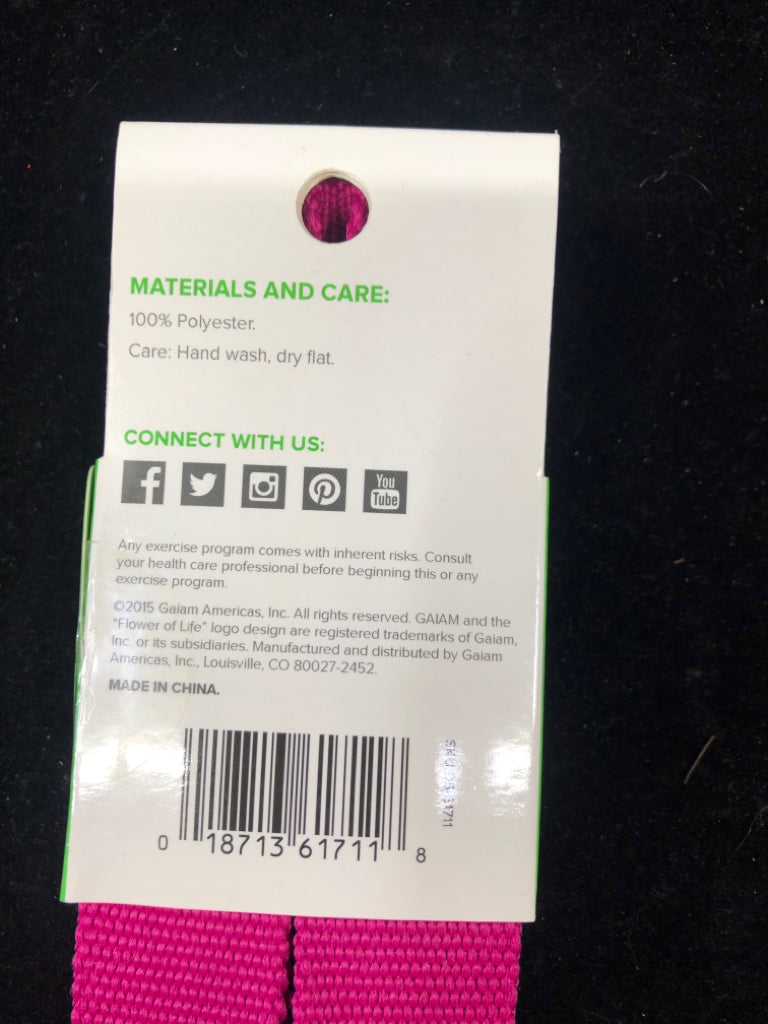 MATERIALS AND CARE:
100% Polyester.
Care: Hand wash, dry flat.
CONNECT WITH US:
You
Tube
Any exercise program comes with inherent risks. Consult
your health care professional before beginning this or any
exercise program.
©2015 Gaiam Americas, Inc. All rights reserved. GAIAM and the
"Flower of Life" logo design are registered trademarks of Gaiam,
Inc. or its subsidiaries. Manufactured and distributed by Gaiam
Americas, Inc., Louisville, CO 80027-2452.
MADE IN CHINA.
0 18713 61711 8
SKU